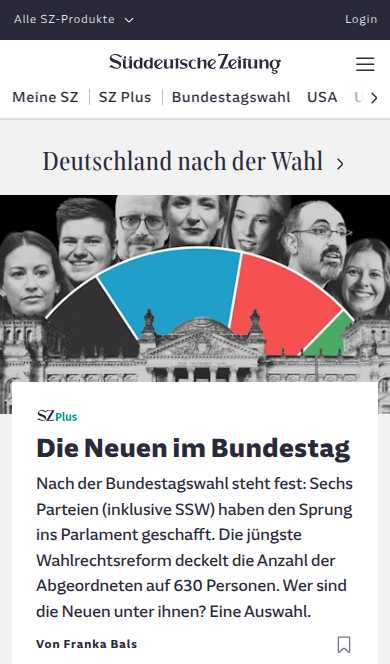 Alle SZ-Produkte
Login
Süddeutsche Zeitung
Meine SZ
SZ Plus
Bundestagswahl
USA
Deutschland nach der Wahl
SZ Plus
Die Neuen im Bundestag
Nach der Bundestagswahl steht fest: Sechs
Parteien (inklusive SSW) haben den Sprung
ins Parlament geschafft. Die jüngste
Wahlrechtsreform deckelt die Anzahl der
Abgeordneten auf 630 Personen. Wer sind
die Neuen unter ihnen? Eine Auswahl.
Von Franka Bals